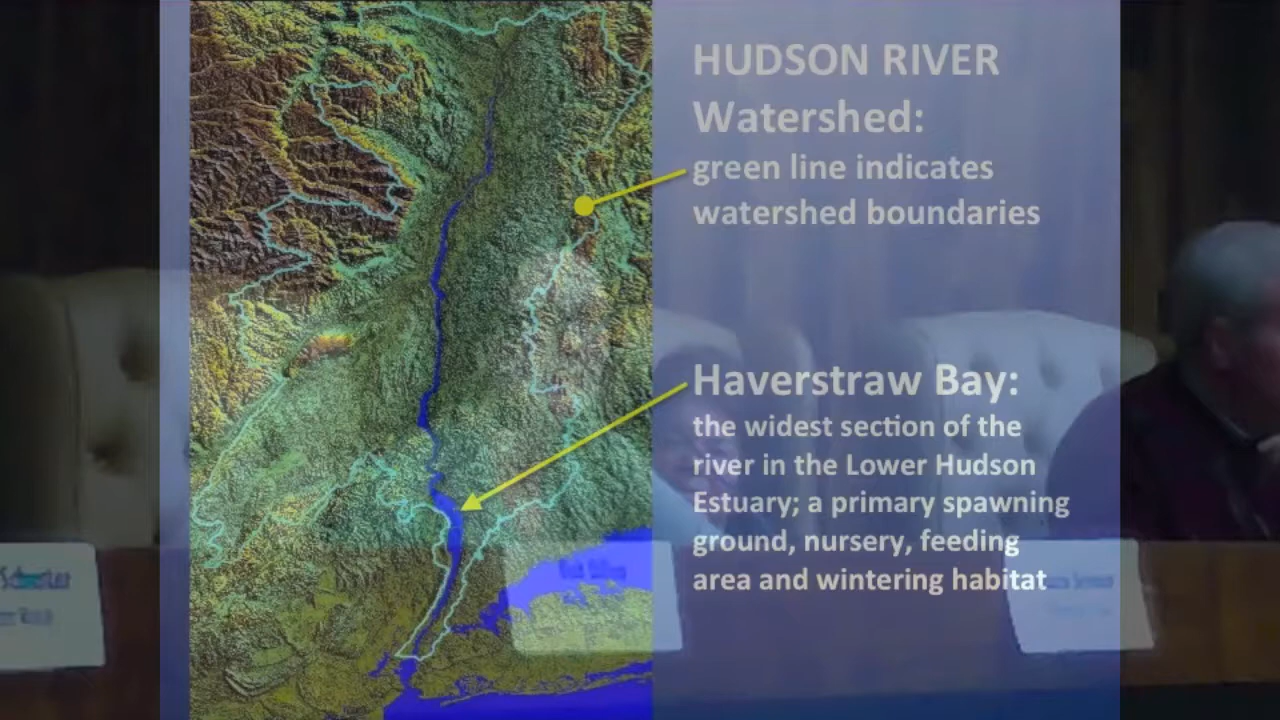 HUDSON RIVER
Watershed:
green line indicates
watershed boundaries
Haverstraw Bay:
the widest section of the
river in the Lower Hudson
Estuary; a primary spawning
ground, nursery, feeding
area and wintering habitat